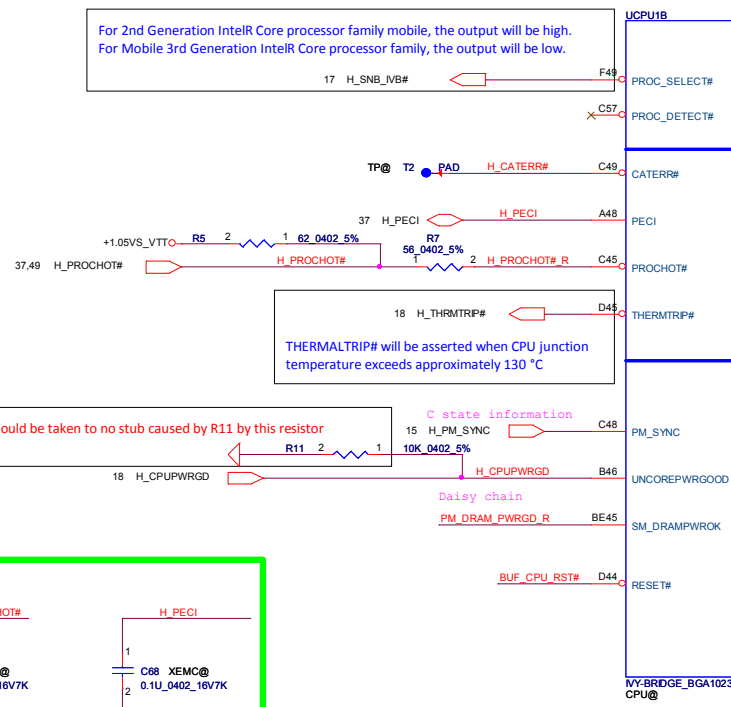 UCPU1B
For 2nd Generation IntelR Core processor family mobile, the output will be high.
For Mobile 3rd Generation IntelR Core processor family, the output will be low.
17 H_SNB_IVB# F49 PROC_SELECT#
C57 PROC_DETECT#
TP@ T2 PAD H_CATERR# C49 CATERR#
37 H_PECI H_PECI A48 PECI
+1.05VS_VTT R5 2 1 62_0402_5% R7
56_0402_5%
37,49 H_PROCHOT# H_PROCHOT# 1 2 H_PROCHOT#_R C45 PROCHOT#
18 H_THRMTRIP# D45 THERMTRIP#
THERMALTRIP# will be asserted when CPU junction
temperature exceeds approximately 130 °C
ould be taken to no stub caused by R11 by this resistor
C state information
15 H_PM_SYNC C48 PM_SYNC
R11 2 1 10K_0402_5%
18 H_CPUPWRGD H_CPUPWRGD B46 UNCOREPWRGOOD
Daisy chain
PM_DRAM_PWRGD_R BE45 SM_DRAMPWROK
BUF_CPU_RST# D44 RESET#
HOT# H_PECI
1
@ C68 XEMC@
16V7K 0.1U_0402_16V7K
2
IVY-BRIDGE_BGA1023
CPU@